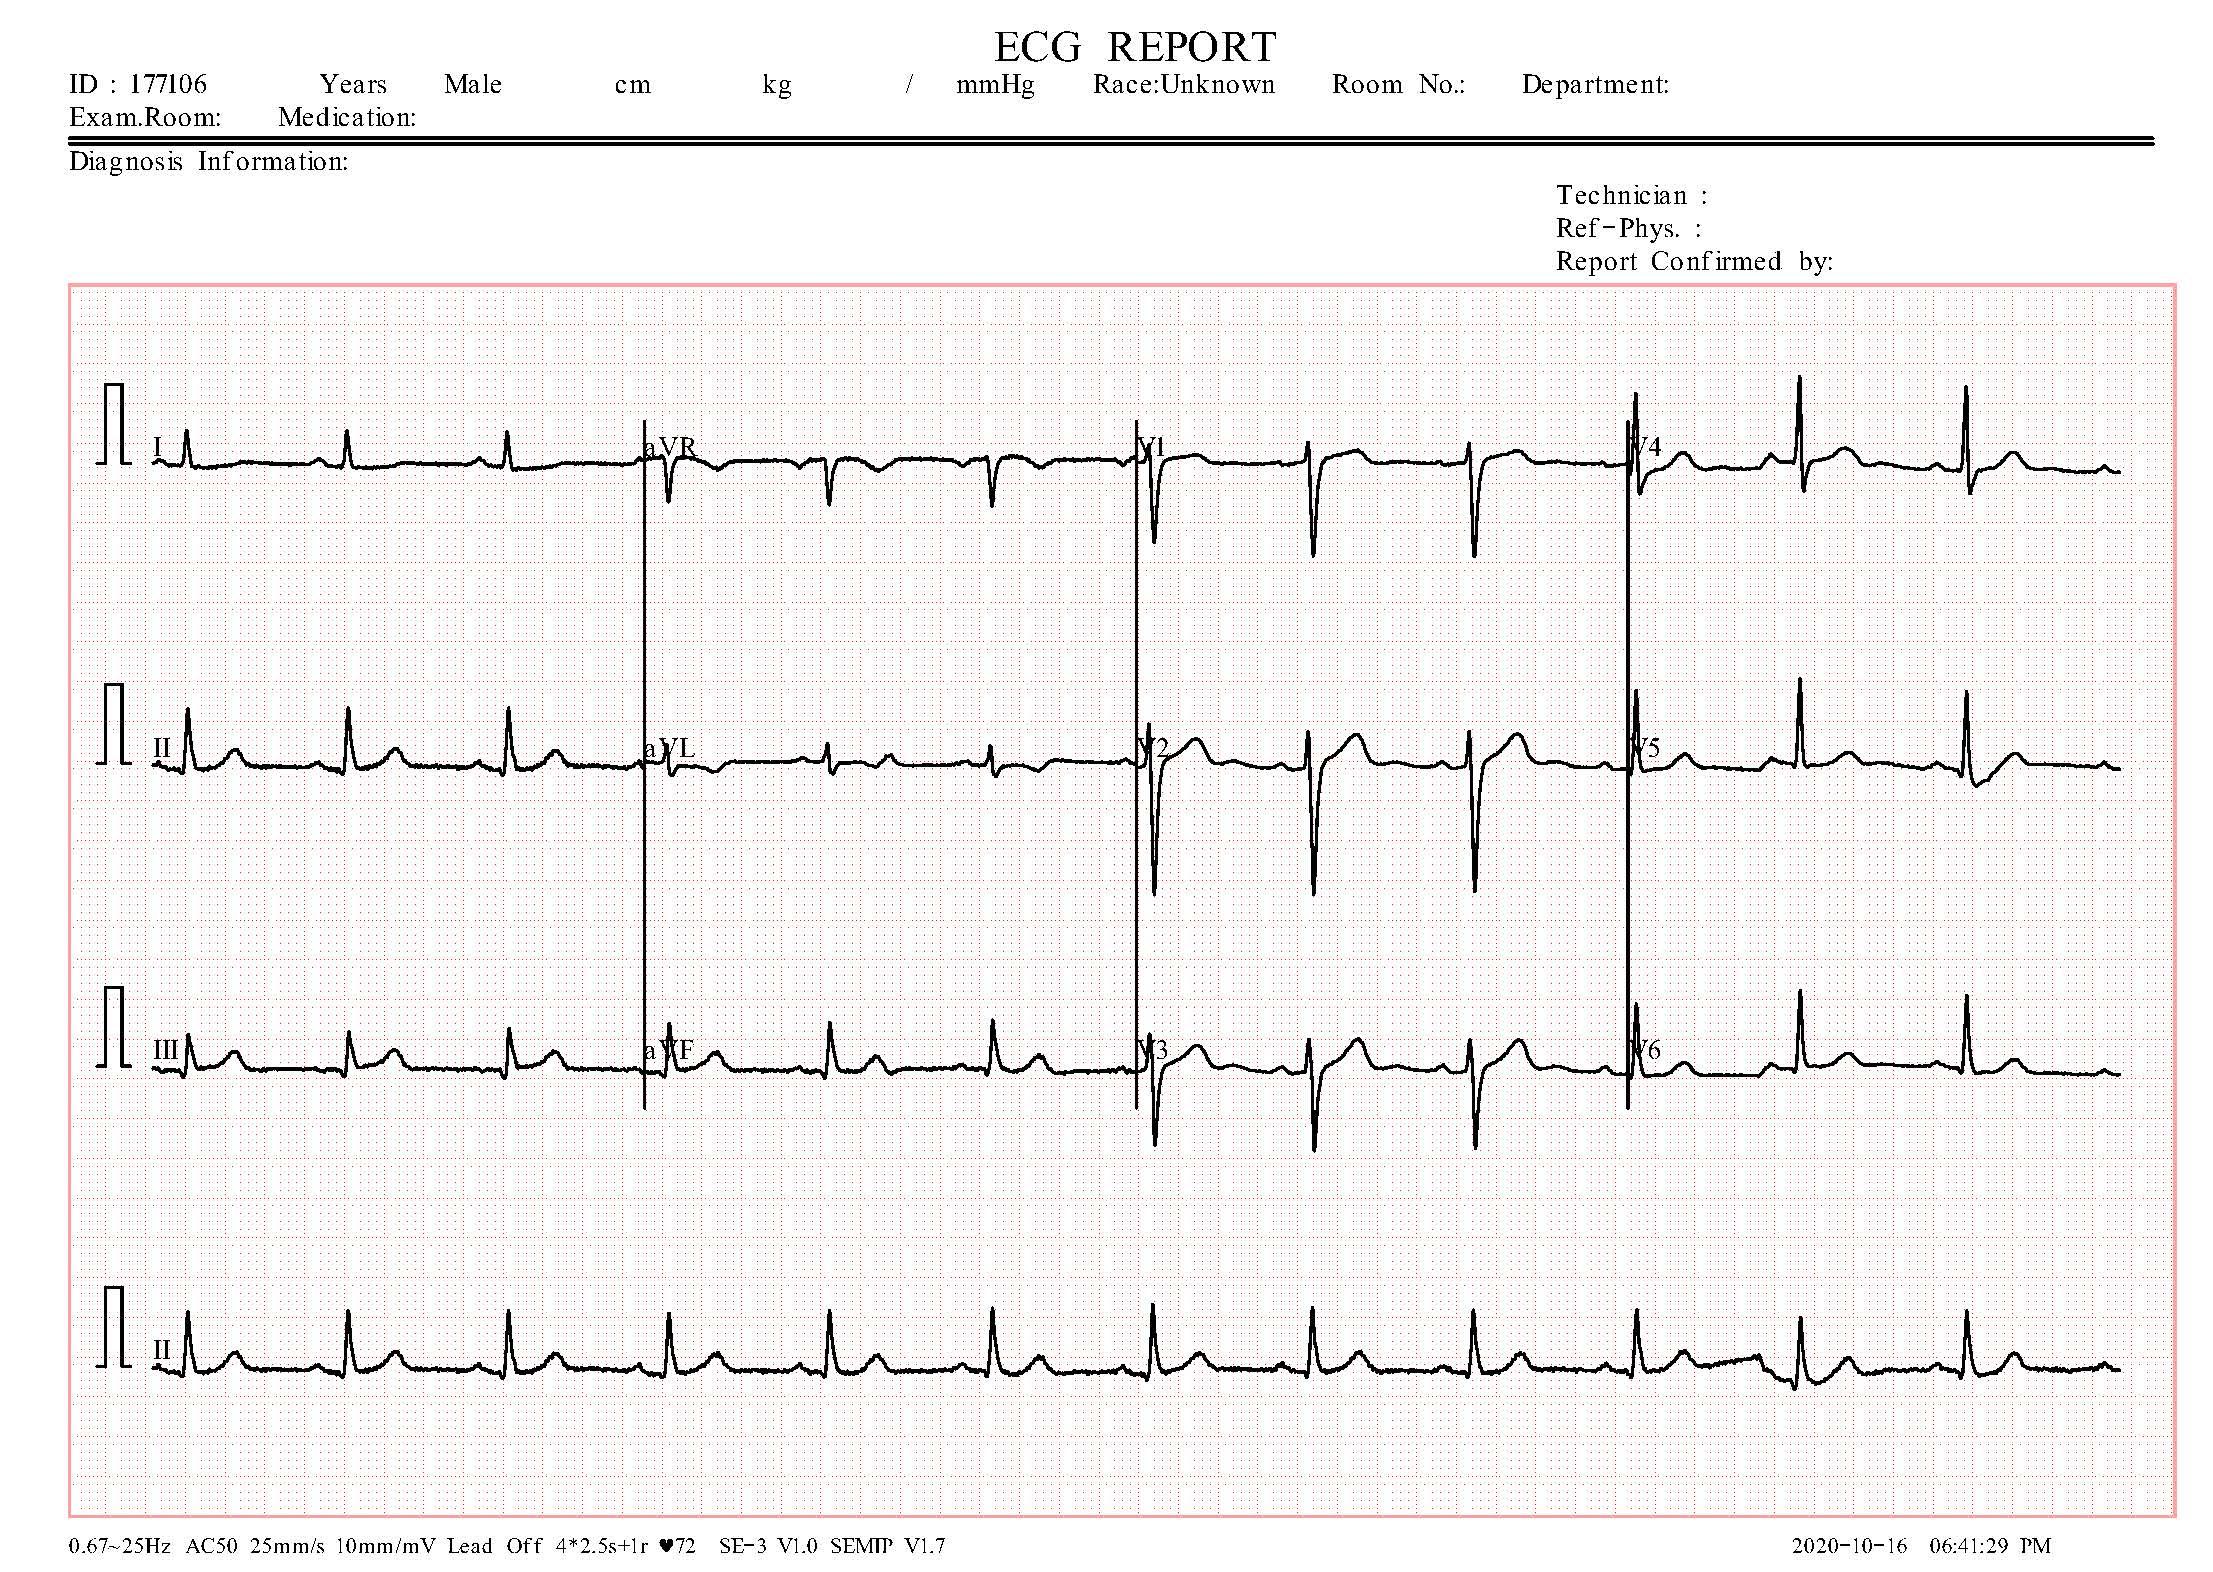 ECG REPORT
ID : 177106 Years Male cm kg / mmHg Race:Unknown Room No.: Department:
Exam.Room: Medication:
Diagnosis Information:
Technician :
Ref-Phys. :
Report Confirmed by:
I aVR V1 V4
II aVL V2 V5
III aVF V3 V6
II
0.67~25Hz AC50 25mm/s 10mm/mV Lead Off 4*2.5s+1r ♥72 SE-3 V1.0 SEMIP V1.7 2020-10-16 06:41:29 PM